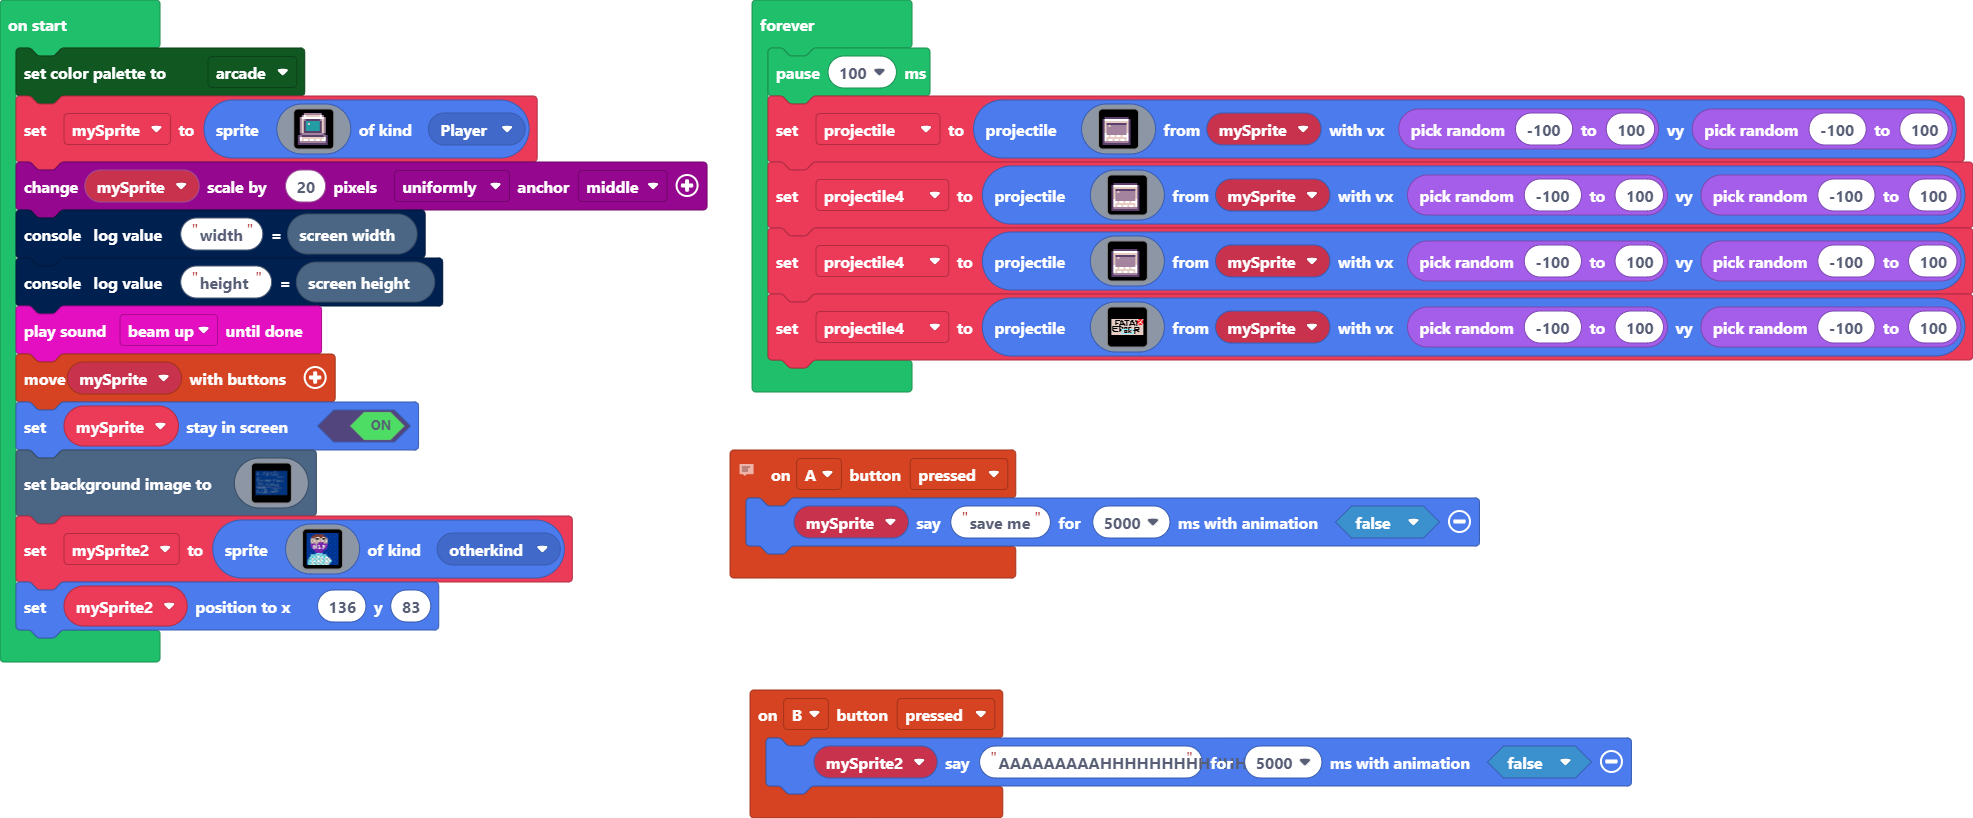 on start
set color palette to arcade
set mySprite to sprite of kind Player
change mySprite scale by 20 pixels uniformly anchor middle
console log value "width" = screen width
console log value "height" = screen height
play sound beam up until done
move mySprite with buttons
set mySprite stay in screen ON
set background image to
set mySprite2 to sprite of kind otherkind
set mySprite2 position to x 136 y 83
forever
pause 100 ms
set projectile to projectile from mySprite with vx pick random -100 to 100 vy pick random -100 to 100
set projectile4 to projectile from mySprite with vx pick random -100 to 100 vy pick random -100 to 100
set projectile4 to projectile from mySprite with vx pick random -100 to 100 vy pick random -100 to 100
set projectile4 to projectile FATAL ERROR from mySprite with vx pick random -100 to 100 vy pick random -100 to 100
on A button pressed
mySprite say "save me" for 5000 ms with animation false
on B button pressed
mySprite2 say for 5000 ms with animation false